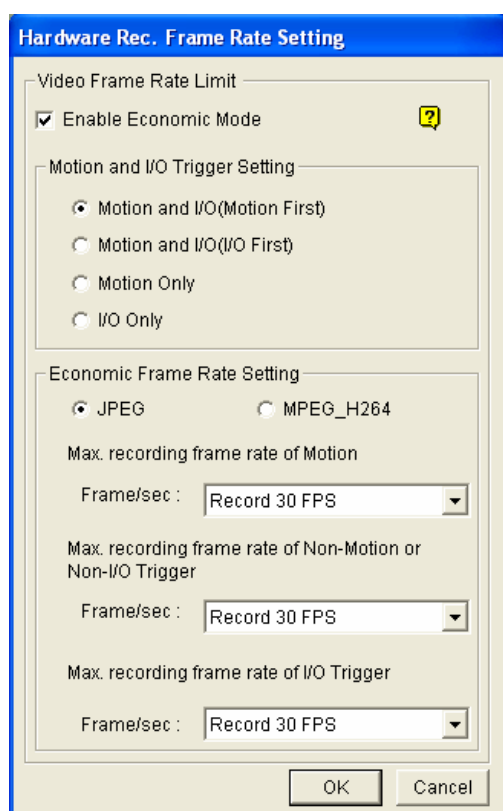 Hardware Rec. Frame Rate Setting
Video Frame Rate Limit
Enable Economic Mode
?
Motion and I/O Trigger Setting
Motion and I/O(Motion First)
Motion and I/O(I/O First)
Motion Only
I/O Only
Economic Frame Rate Setting
JPEG MPEG_H264
Max. recording frame rate of Motion
Frame/sec : Record 30 FPS
Max. recording frame rate of Non-Motion or
Non-I/O Trigger
Frame/sec : Record 30 FPS
Max. recording frame rate of I/O Trigger
Frame/sec : Record 30 FPS
OK Cancel